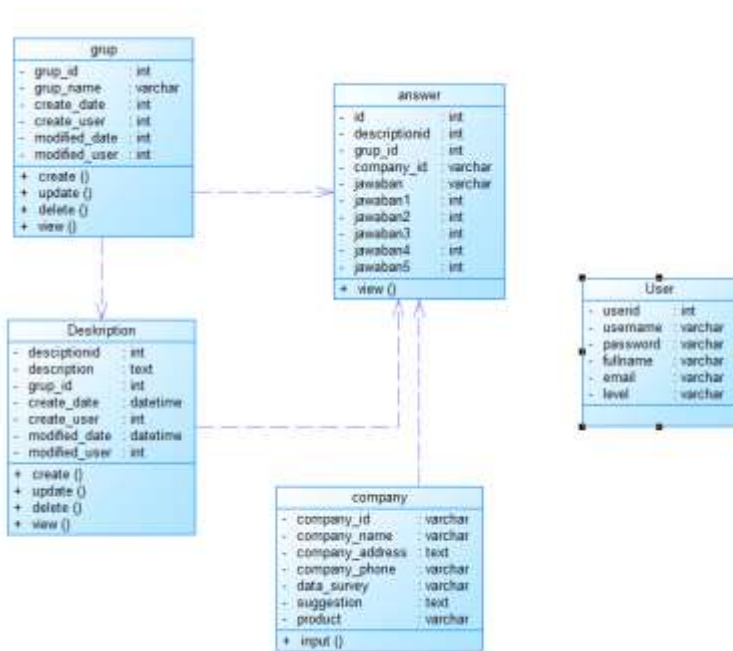 grup
- grup_id : int
- grup_name : varchar
- create_date : int
- create_user : int
- modified_date : int
- modified_user : int
+ create ()
+ update ()
+ delete ()
+ view ()
answer
- id : int
- descriptionid : int
- grup_id : int
- company_id : varchar
- jawaban : varchar
- jawaban1 : int
- jawaban2 : int
- jawaban3 : int
- jawaban4 : int
- jawaban5 : int
+ view ()
User
- userid : int
- username : varchar
- password : varchar
- fullname : varchar
- email : varchar
- level : varchar
Deskription
- desciptionid : int
- description : text
- grup_id : int
- create_date : datetime
- create_user : int
- modified_date : datetime
- modified_user : int
+ create ()
+ update ()
+ delete ()
+ view ()
company
- company_id : varchar
- company_name : varchar
- company_address : text
- company_phone : varchar
- data_survey : varchar
- suggestion : text
- product : varchar
+ input ()